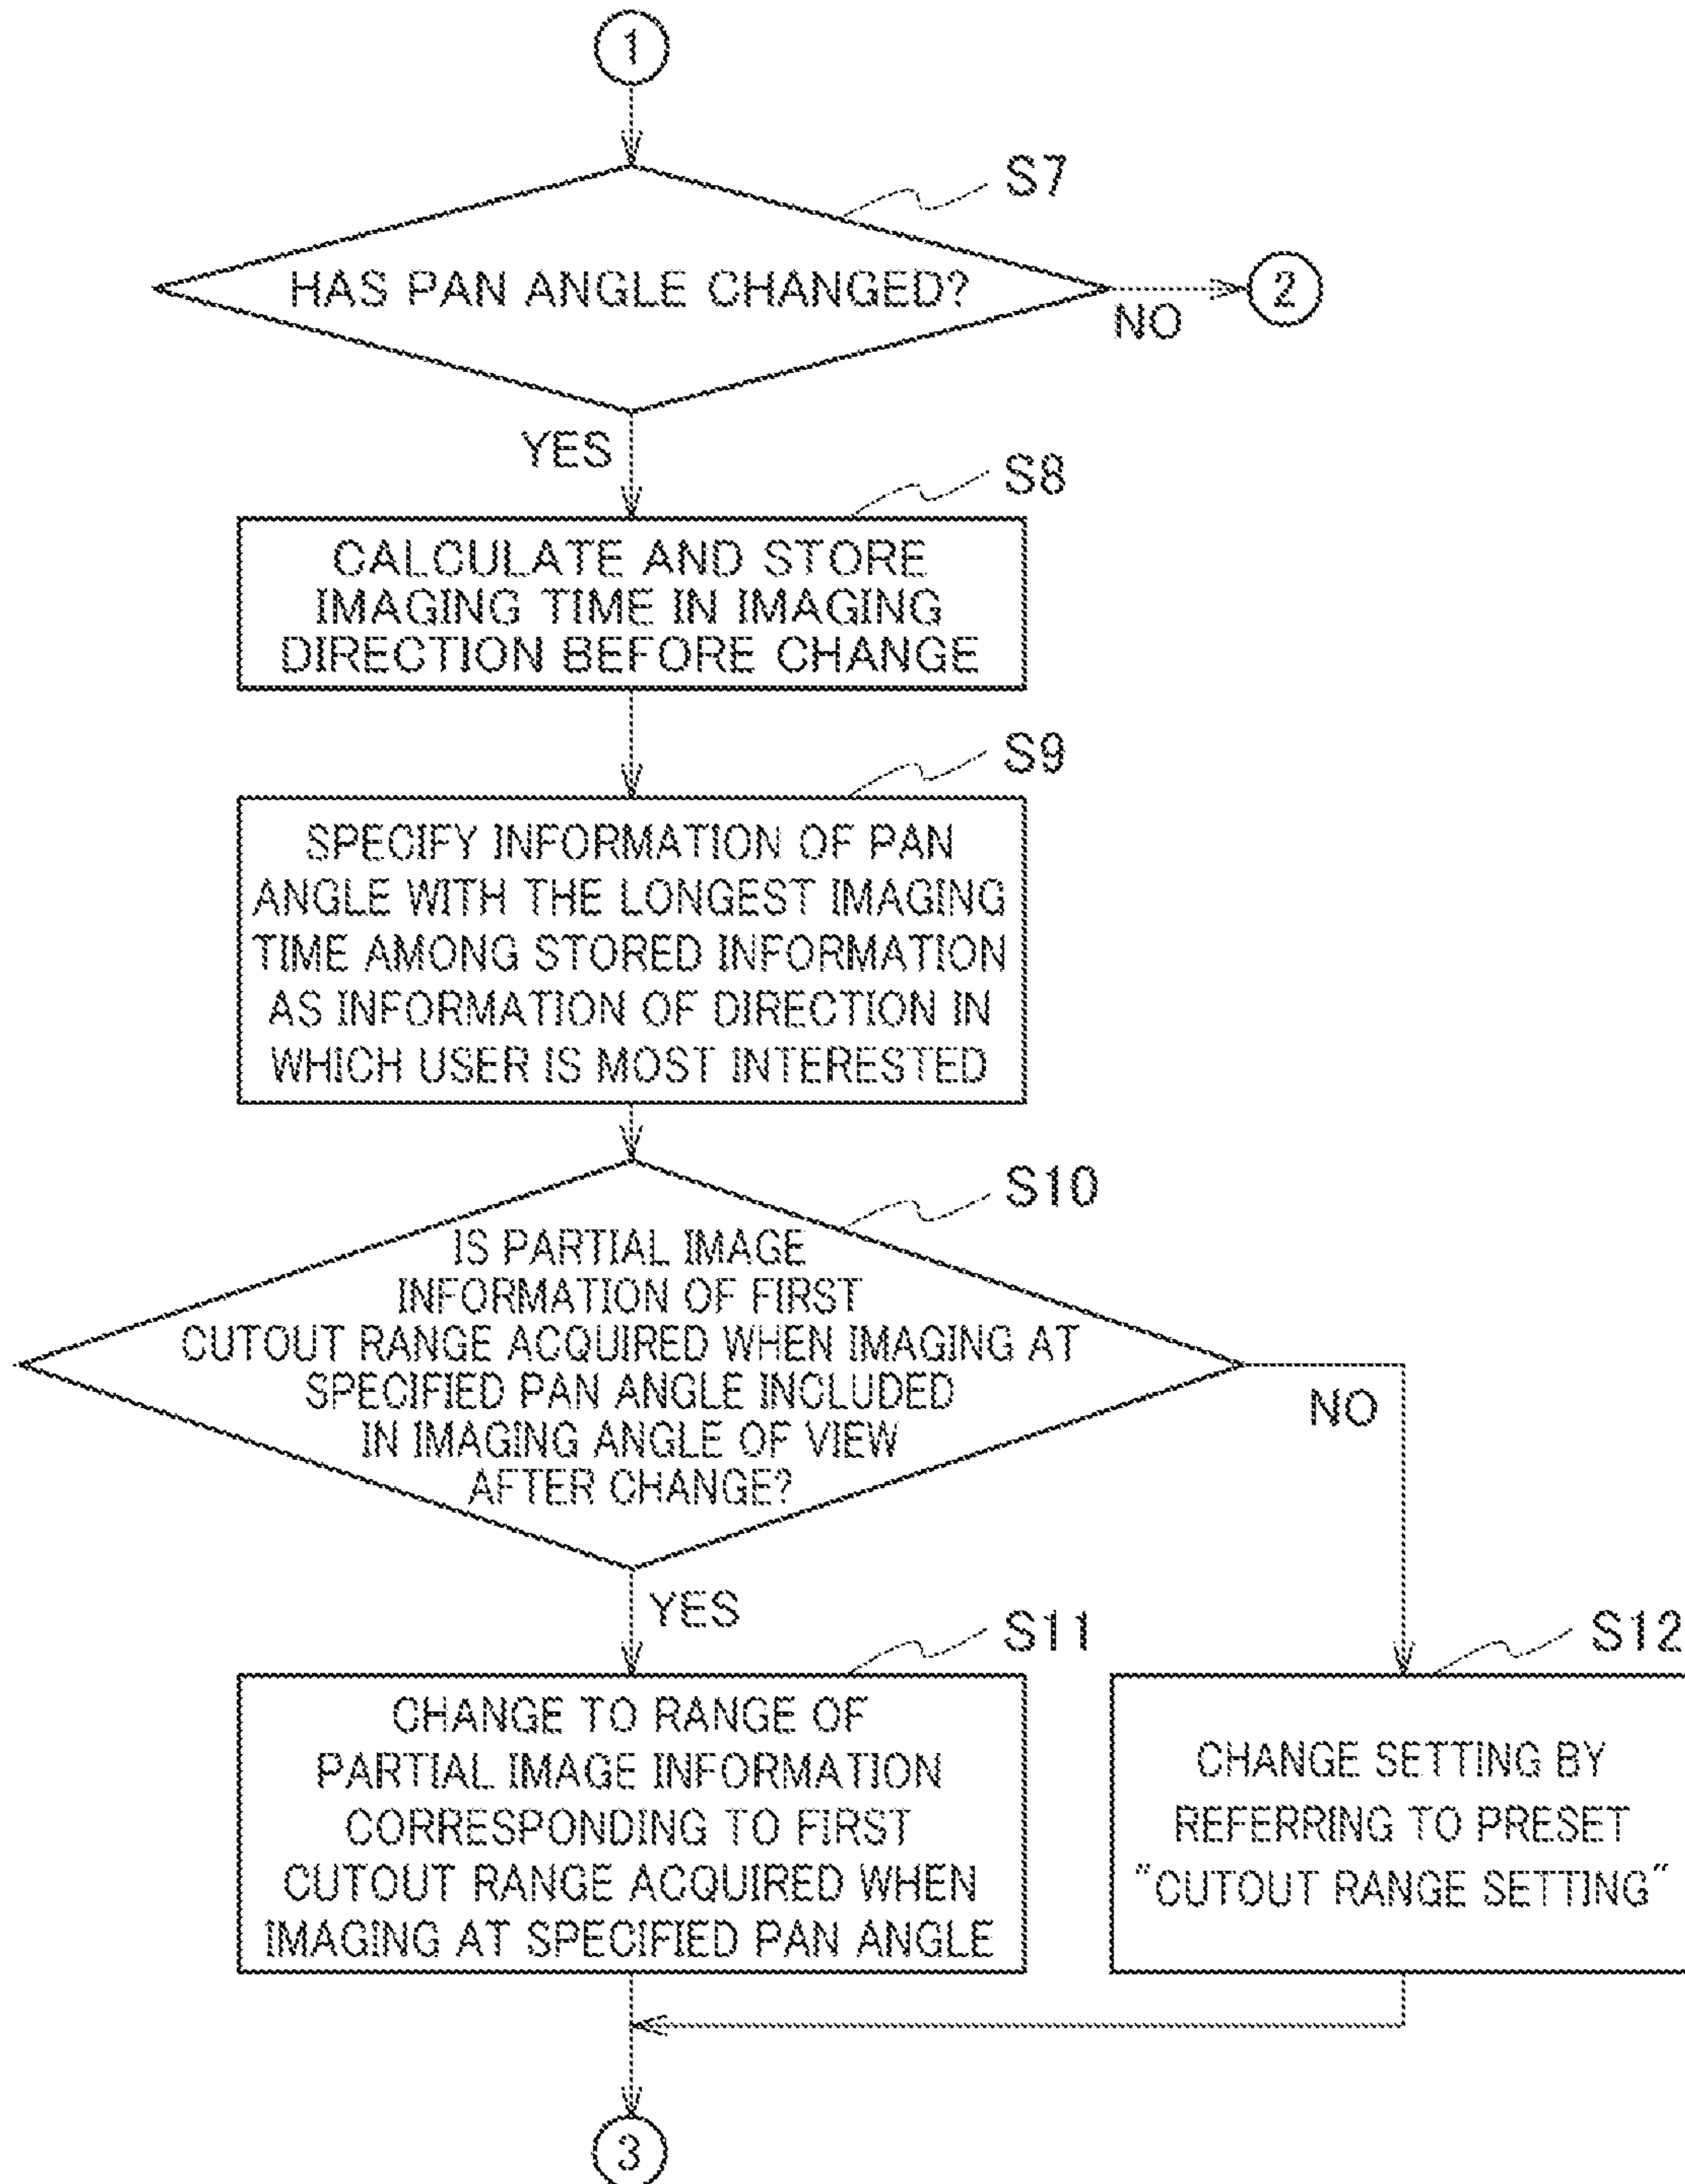 1
S7
HAS PAN ANGLE CHANGED?
2
NO
YES
S8
CALCULATE AND STORE
IMAGING TIME IN IMAGING
DIRECTION BEFORE CHANGE
S9
SPECIFY INFORMATION OF PAN
ANGLE WITH THE LONGEST IMAGING
TIME AMONG STORED INFORMATION
AS INFORMATION OF DIRECTION IN
WHICH USER IS MOST INTERESTED
S10
IS PARTIAL IMAGE
INFORMATION OF FIRST
CUTOUT RANGE ACQUIRED WHEN IMAGING AT
SPECIFIED PAN ANGLE INCLUDED
IN IMAGING ANGLE OF VIEW
AFTER CHANGE?
NO
YES
S11
CHANGE TO RANGE OF
PARTIAL IMAGE INFORMATION
CORRESPONDING TO FIRST
CUTOUT RANGE ACQUIRED WHEN
IMAGING AT SPECIFIED PAN ANGLE
S12
CHANGE SETTING BY
REFERRING TO PRESET
"CUTOUT RANGE SETTING"
3